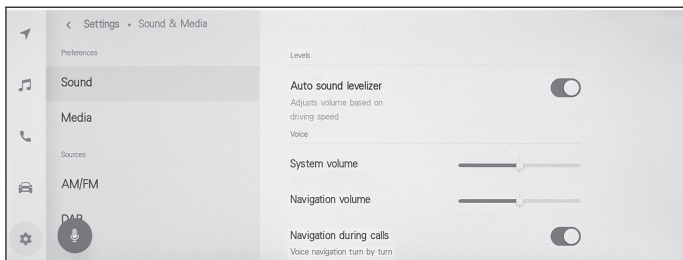 Settings • Sound & Media
Preferences
Sound
Media
Sources
AM/FM
DAB
Levels
Auto sound levelizer
Adjusts volume based on
driving speed
Voice
System volume
Navigation volume
Navigation during calls
Voice navigation turn by turn